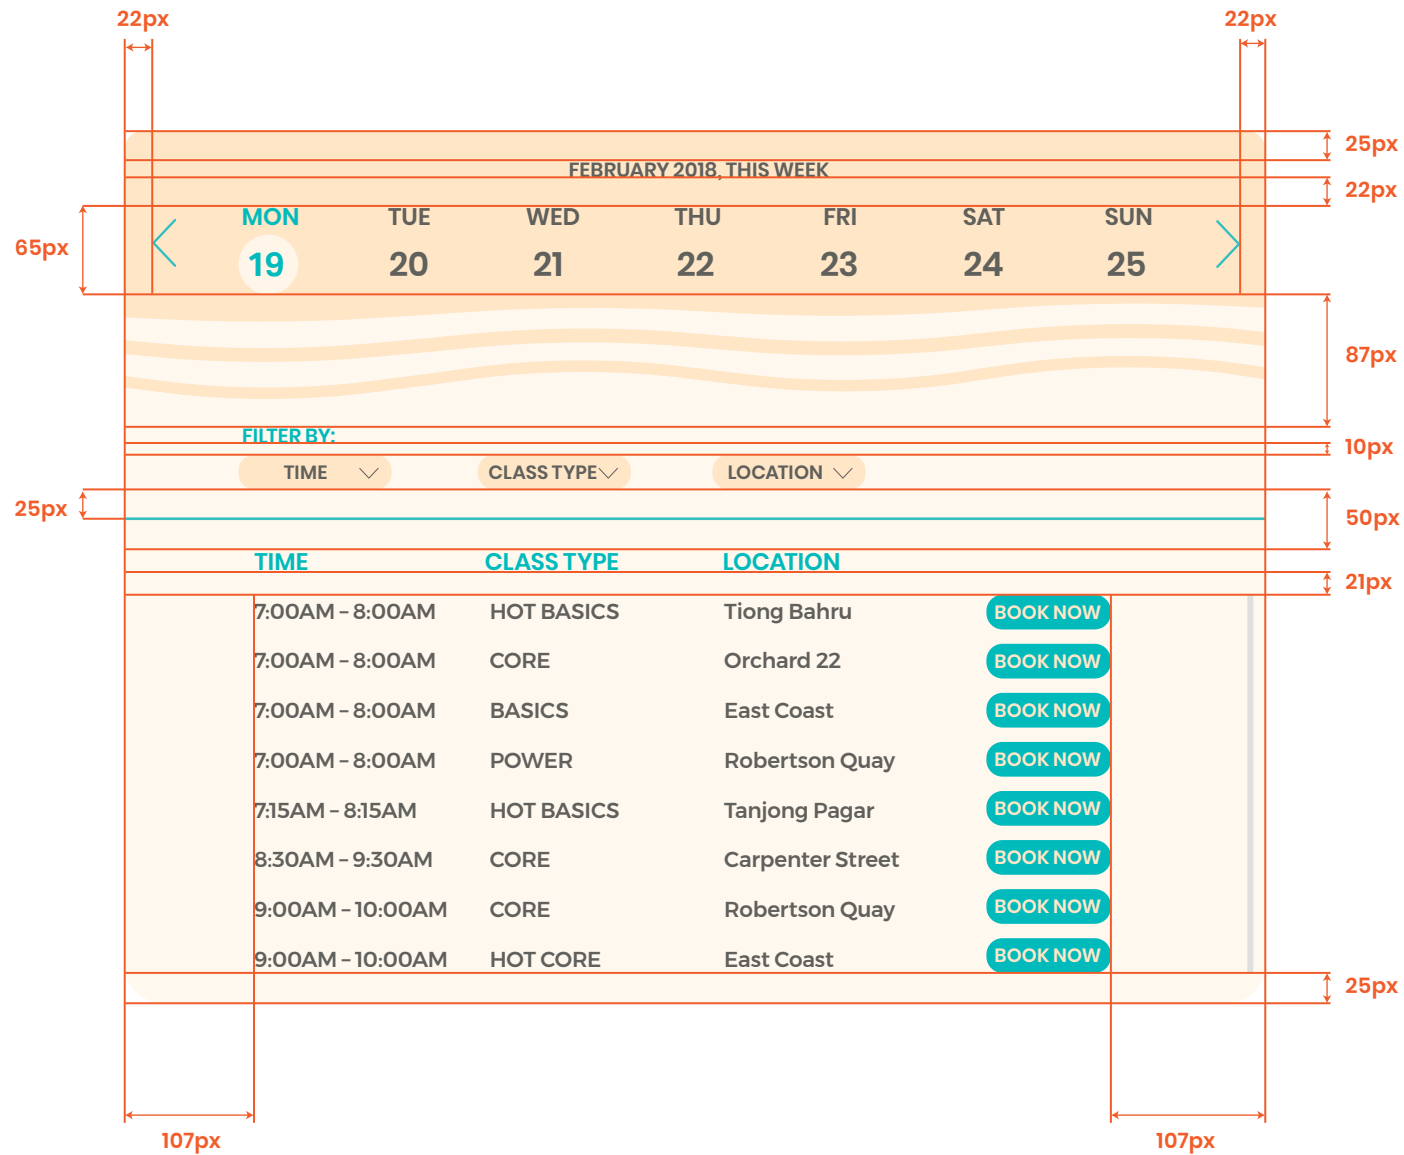 22px 22px
25px
FEBRUARY 2018, THIS WEEK
22px
MON TUE WED THU FRI SAT SUN
65px
19 20 21 22 23 24 25
87px
FILTER BY:
10px
TIME CLASS TYPE LOCATION
25px 50px
TIME CLASS TYPE LOCATION
21px
7:00AM – 8:00AM HOT BASICS Tiong Bahru BOOK NOW
7:00AM – 8:00AM CORE Orchard 22 BOOK NOW
7:00AM – 8:00AM BASICS East Coast BOOK NOW
7:00AM – 8:00AM POWER Robertson Quay BOOK NOW
7:15AM – 8:15AM HOT BASICS Tanjong Pagar BOOK NOW
8:30AM – 9:30AM CORE Carpenter Street BOOK NOW
9:00AM – 10:00AM CORE Robertson Quay BOOK NOW
9:00AM – 10:00AM HOT CORE East Coast BOOK NOW
25px
107px 107px